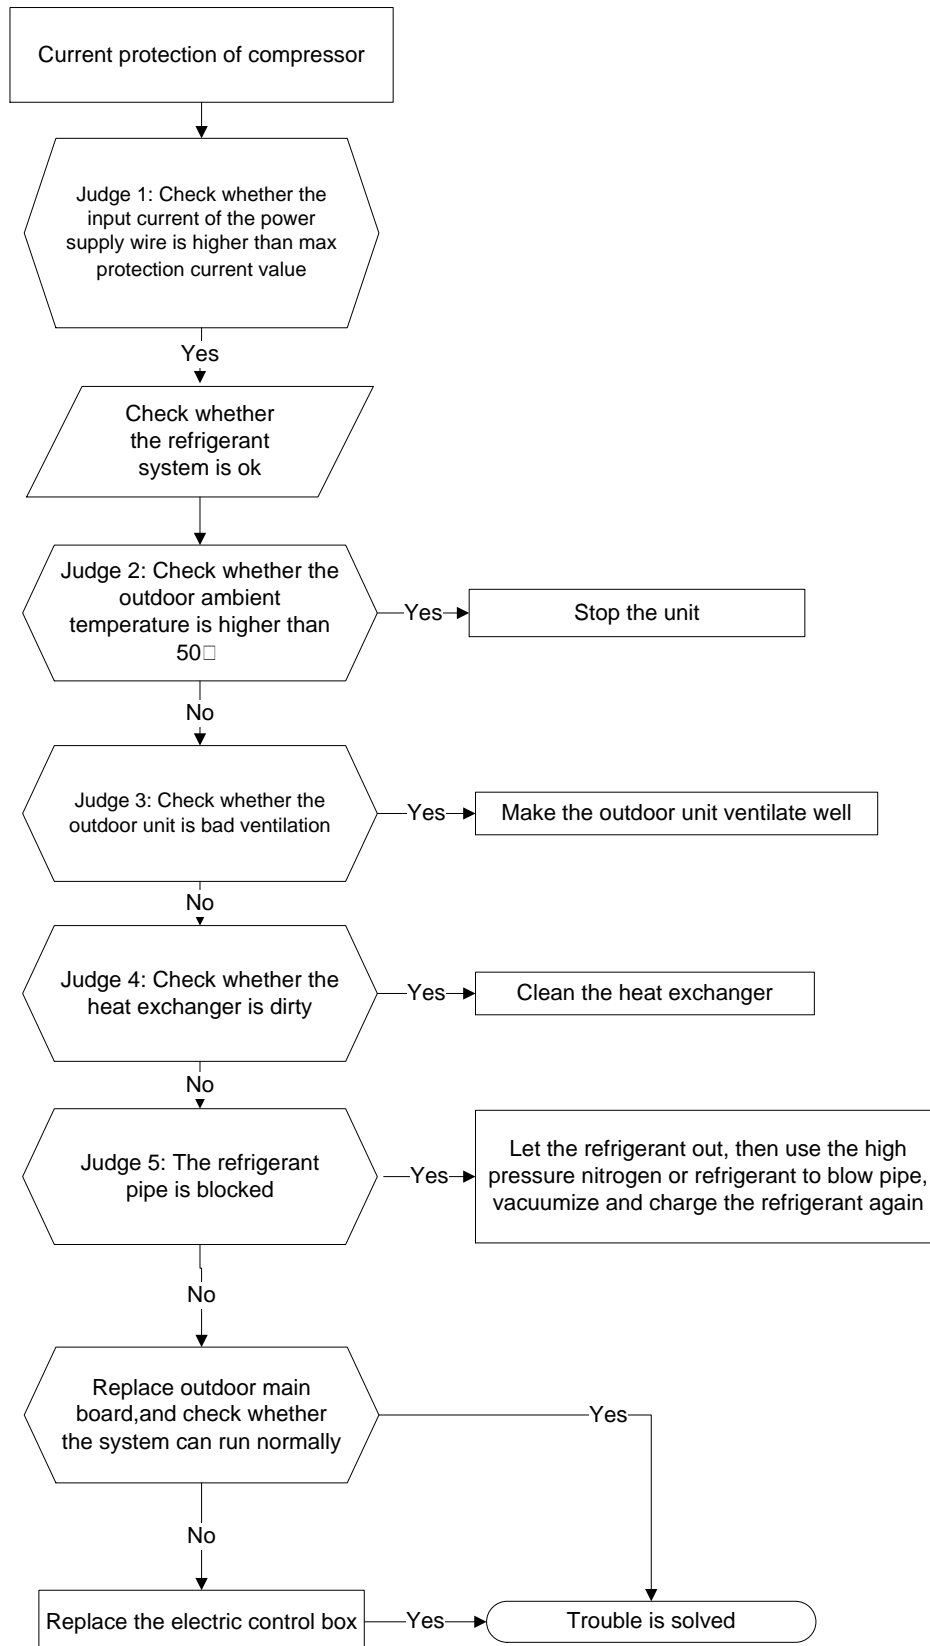 Current protection of compressor
Judge 1: Check whether the
input current of the power
supply wire is higher than max
protection current value
Yes
Check whether
the refrigerant
system is ok
Judge 2: Check whether the
outdoor ambient
temperature is higher than
50□
Yes
Stop the unit
No
Judge 3: Check whether the
outdoor unit is bad ventilation
Yes
Make the outdoor unit ventilate well
No
Judge 4: Check whether the
heat exchanger is dirty
Yes
Clean the heat exchanger
No
Judge 5: The refrigerant
pipe is blocked
Yes
Let the refrigerant out, then use the high
pressure nitrogen or refrigerant to blow pipe,
vacuumize and charge the refrigerant again
No
Replace outdoor main
board,and check whether
the system can run normally
Yes
No
Replace the electric control box
Yes
Trouble is solved